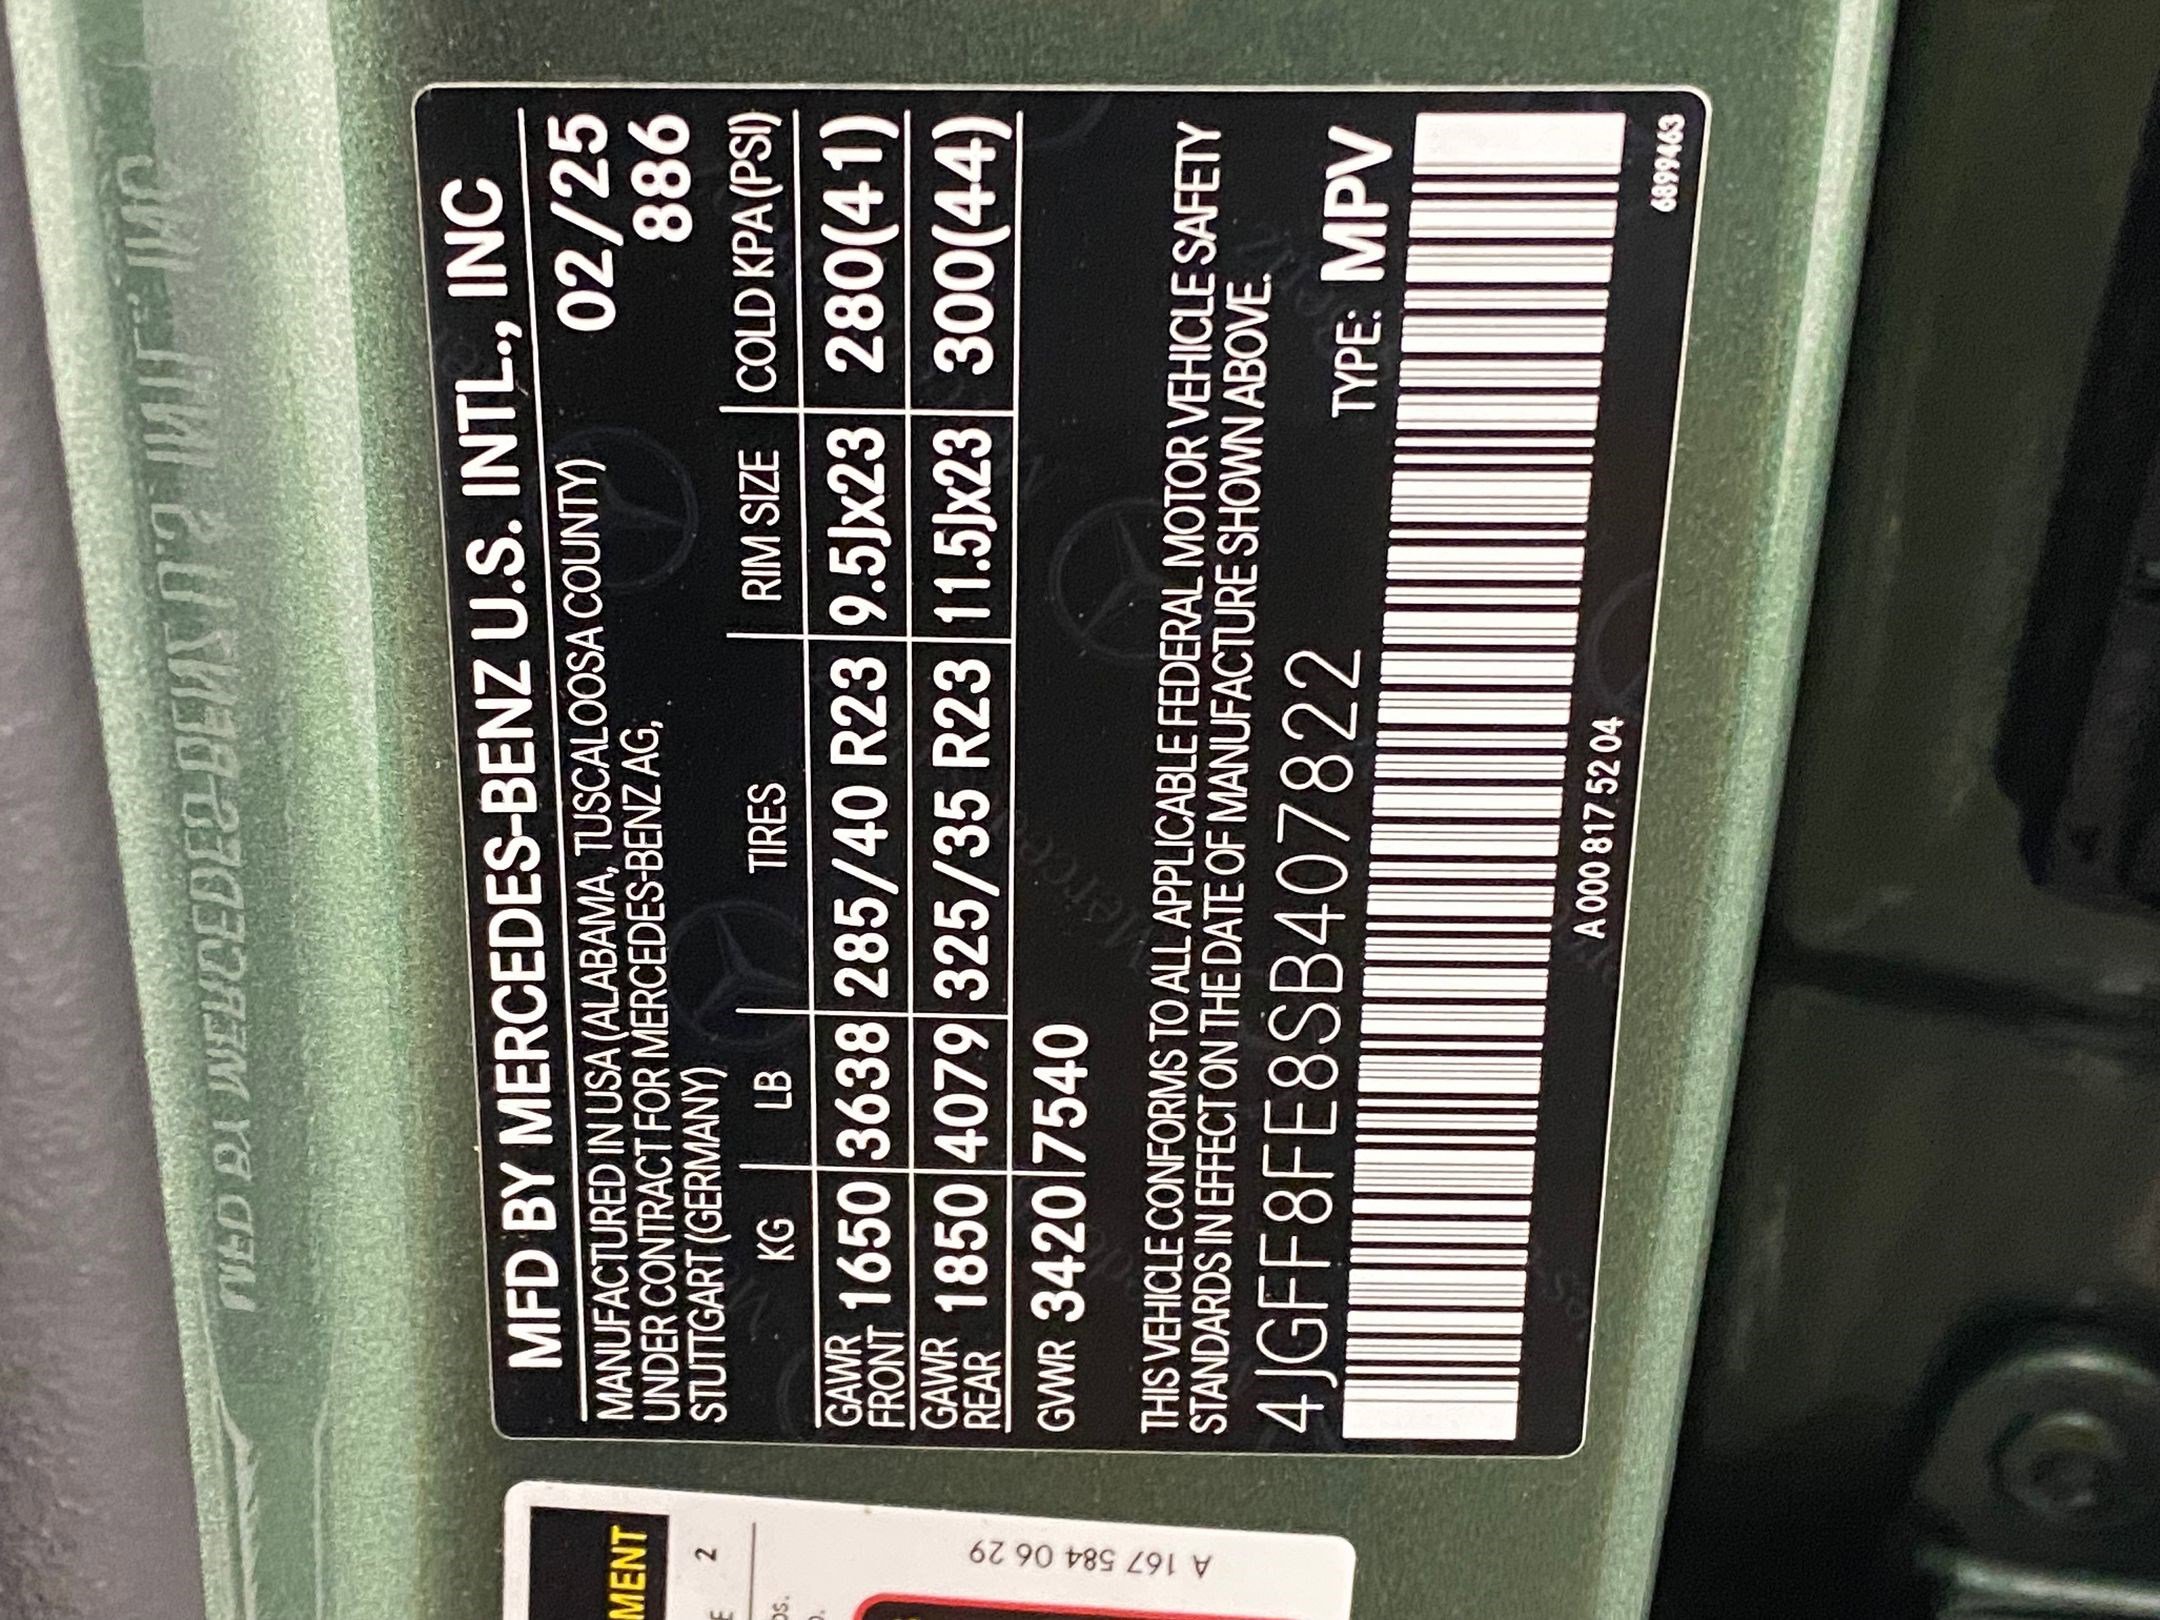 MFD BY MERCEDES-BENZ U.S. INTL., INC
MANUFACTURED IN USA (ALABAMA, TUSCALOOSA COUNTY) 02/25
UNDER CONTRACT FOR MERCEDES-BENZ AG, 886
STUTTGART (GERMANY)
KG LB TIRES RIM SIZE COLD KPA(PSI)
GAWR FRONT 1650 3638 285/40 R23 9.5Jx23 280(41)
GAWR REAR 1850 4079 325/35 R23 11.5Jx23 300(44)
GVWR 3420 7540
THIS VEHICLE CONFORMS TO ALL APPLICABLE FEDERAL MOTOR VEHICLE SAFETY
STANDARDS IN EFFECT ON THE DATE OF MANUFACTURE SHOWN ABOVE.
4JGFF8FE8SB407822 TYPE: MPV
A 000 817 52 04
6899463
2
A 167 584 06 29